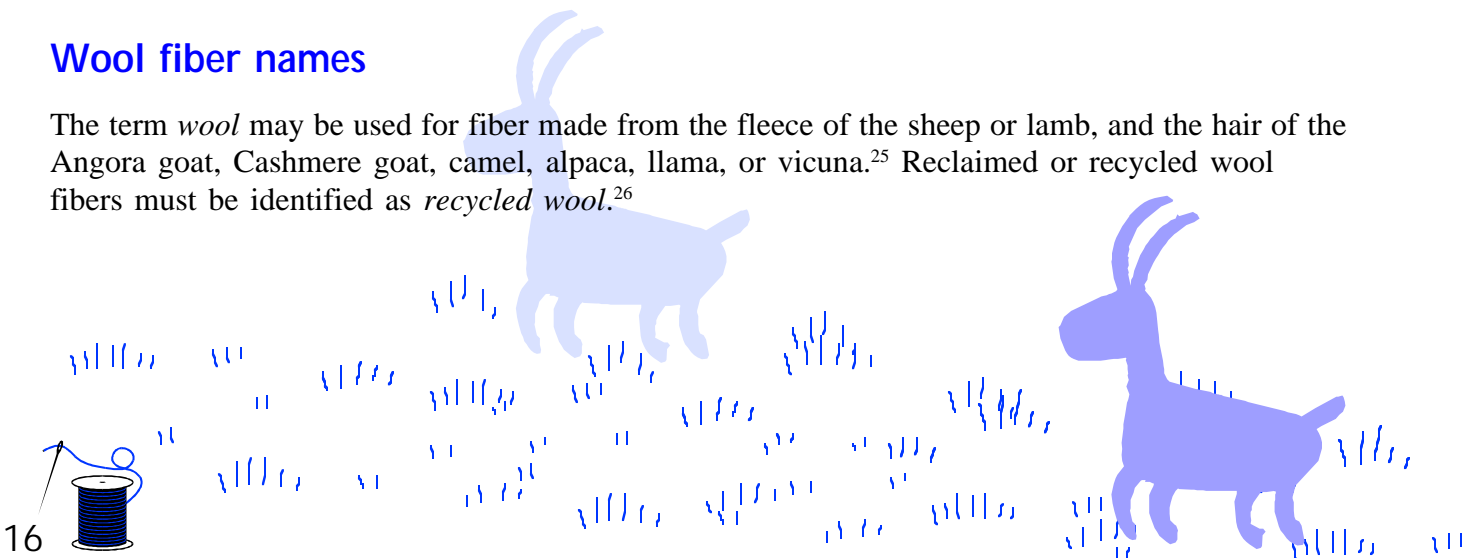 Wool fiber names
The term wool may be used for fiber made from the fleece of the sheep or lamb, and the hair of the
Angora goat, Cashmere goat, camel, alpaca, llama, or vicuna.25 Reclaimed or recycled wool
fibers must be identified as recycled wool.26
16